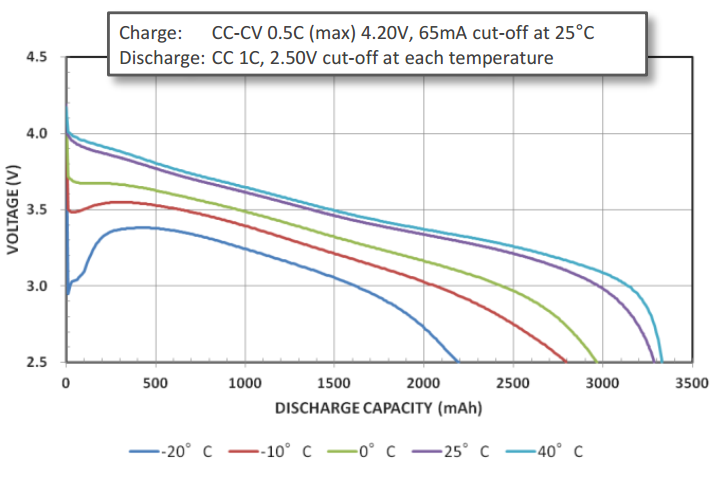 Charge: CC-CV 0.5C (max) 4.20V, 65mA cut-off at 25°C
Discharge: CC 1C, 2.50V cut-off at each temperature
4.5
4.0
3.5
3.0
2.5
VOLTAGE (V)
0 500 1000 1500 2000 2500 3000 3500
DISCHARGE CAPACITY (mAh)
-20° C -10° C 0° C 25° C 40° C